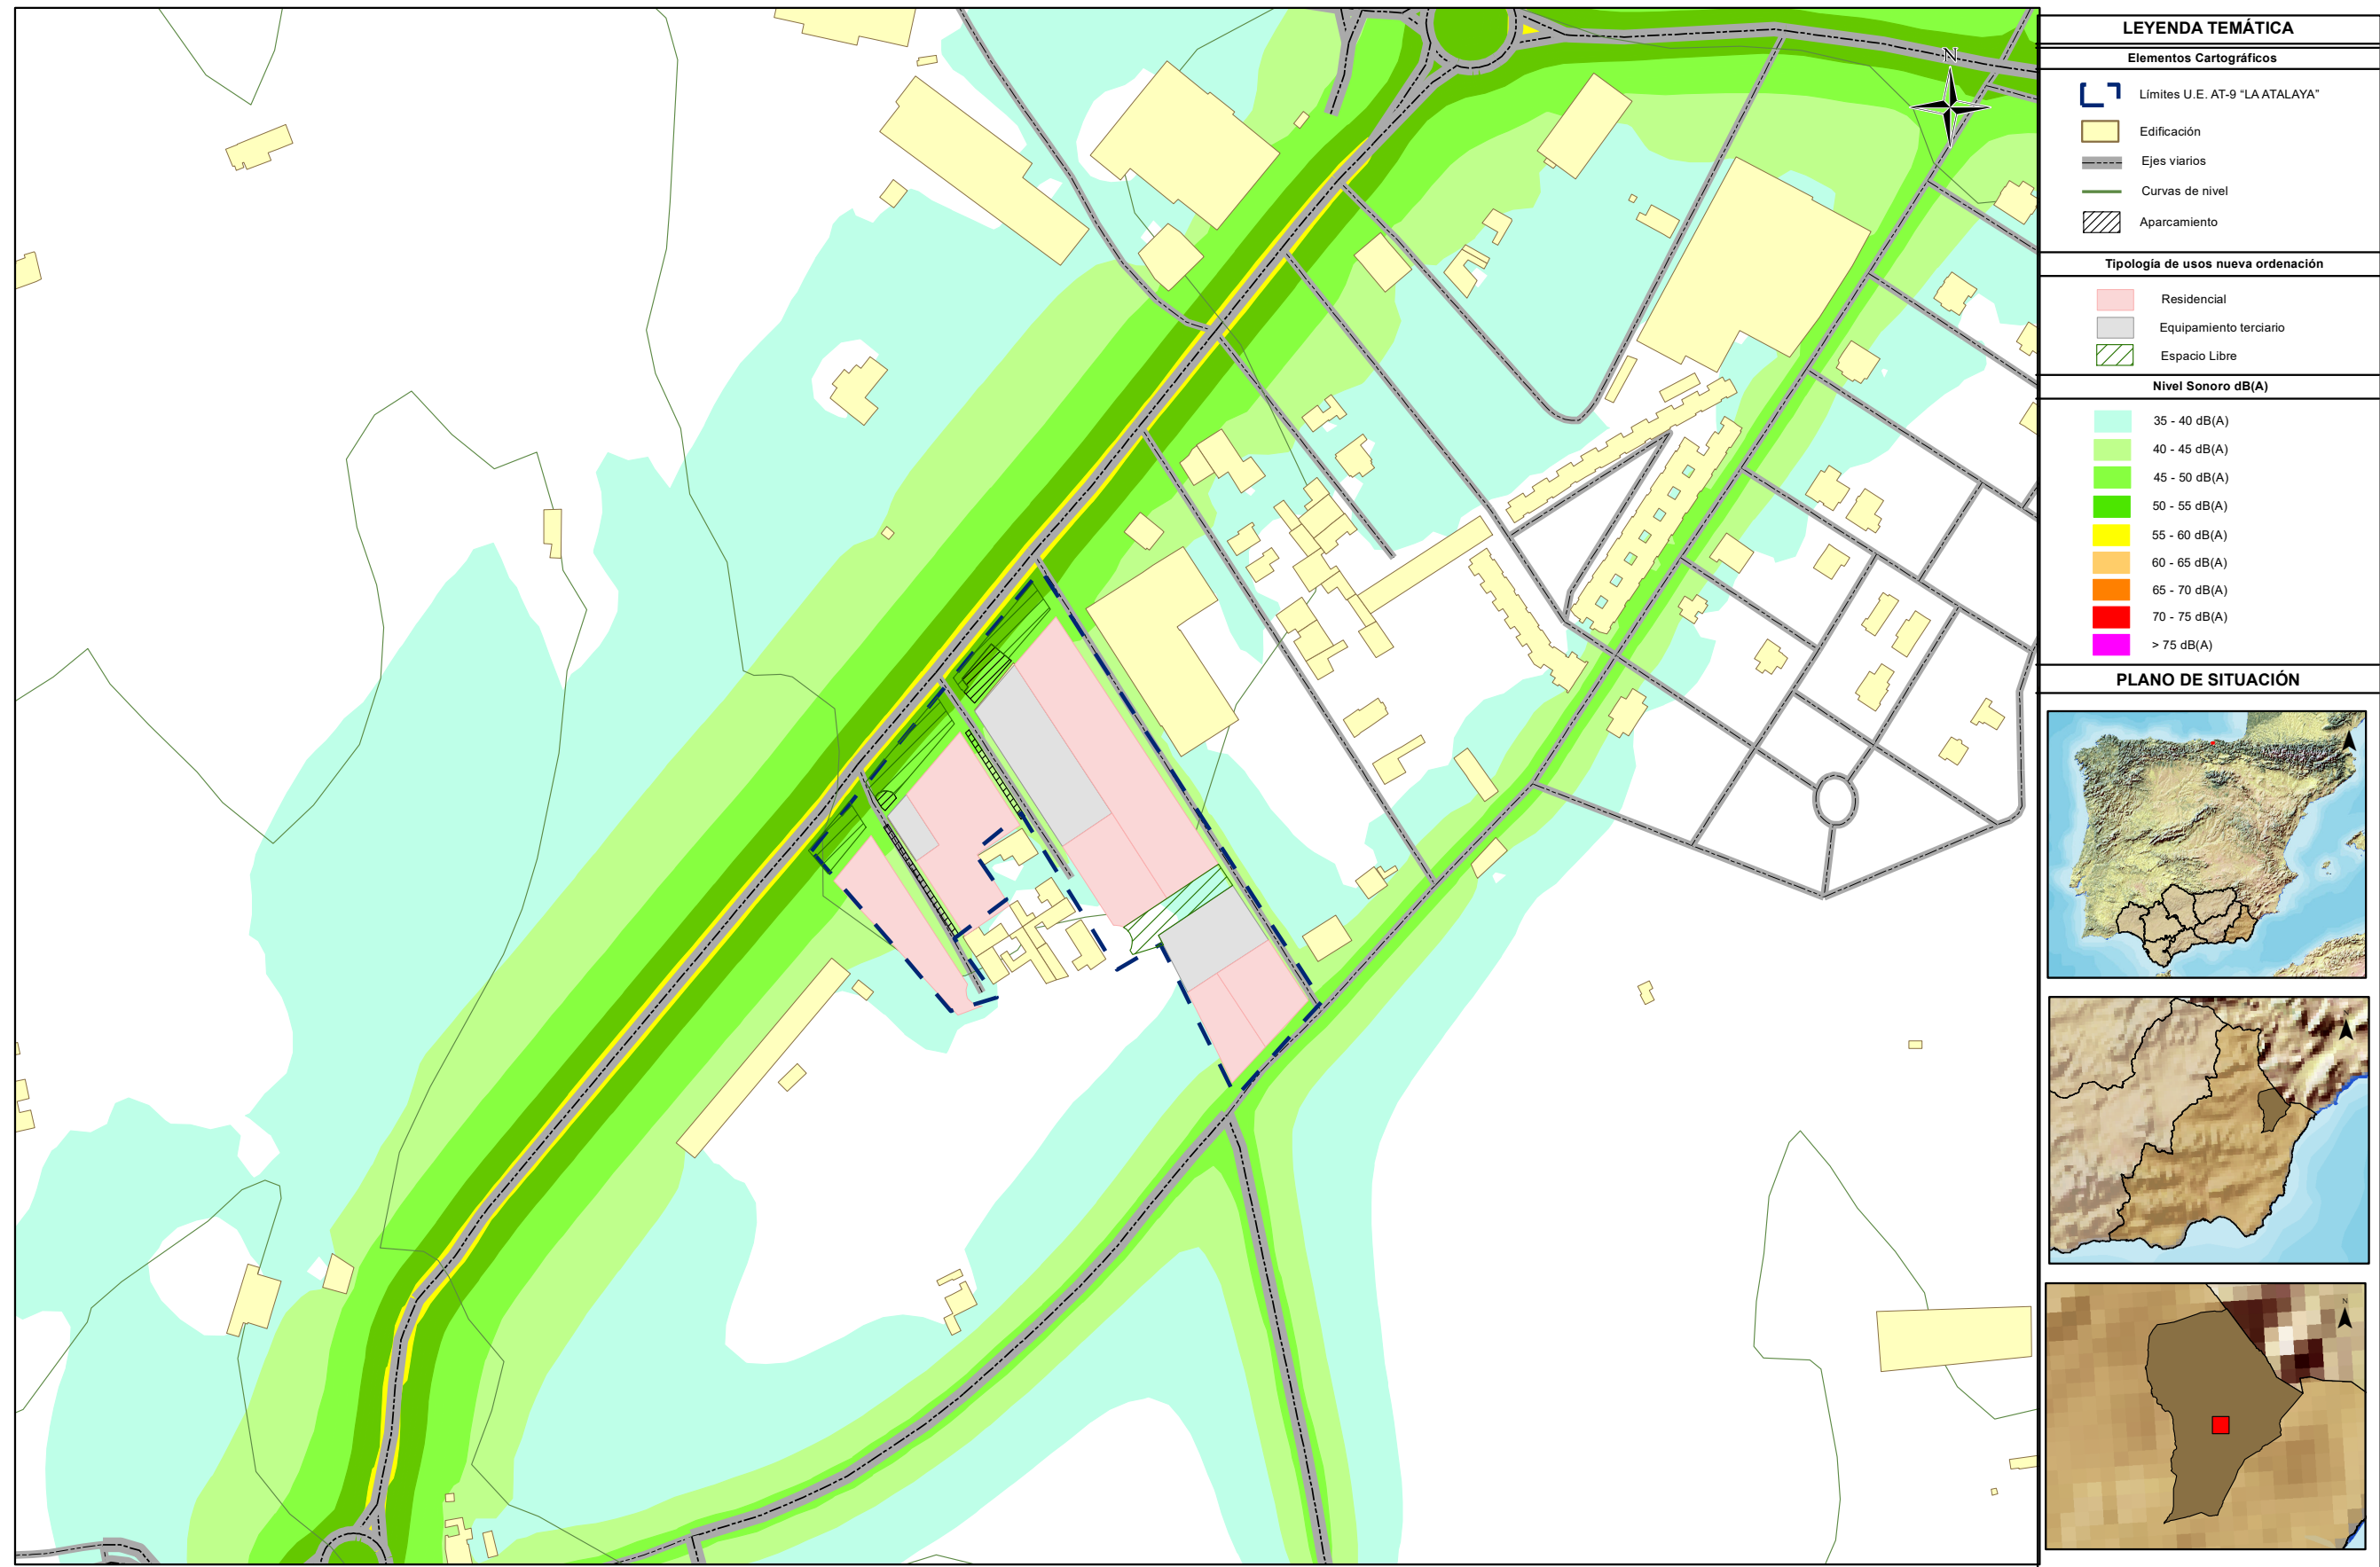 N
LEYENDA TEMÁTICA
Elementos Cartográficos
Límites U.E. AT-9 “LA ATALAYA”
Edificación
Ejes viarios
Curvas de nivel
Aparcamiento
Tipología de usos nueva ordenación
Residencial
Equipamiento terciario
Espacio Libre
Nivel Sonoro dB(A)
35 - 40 dB(A)
40 - 45 dB(A)
45 - 50 dB(A)
50 - 55 dB(A)
55 - 60 dB(A)
60 - 65 dB(A)
65 - 70 dB(A)
70 - 75 dB(A)
> 75 dB(A)
PLANO DE SITUACIÓN
N